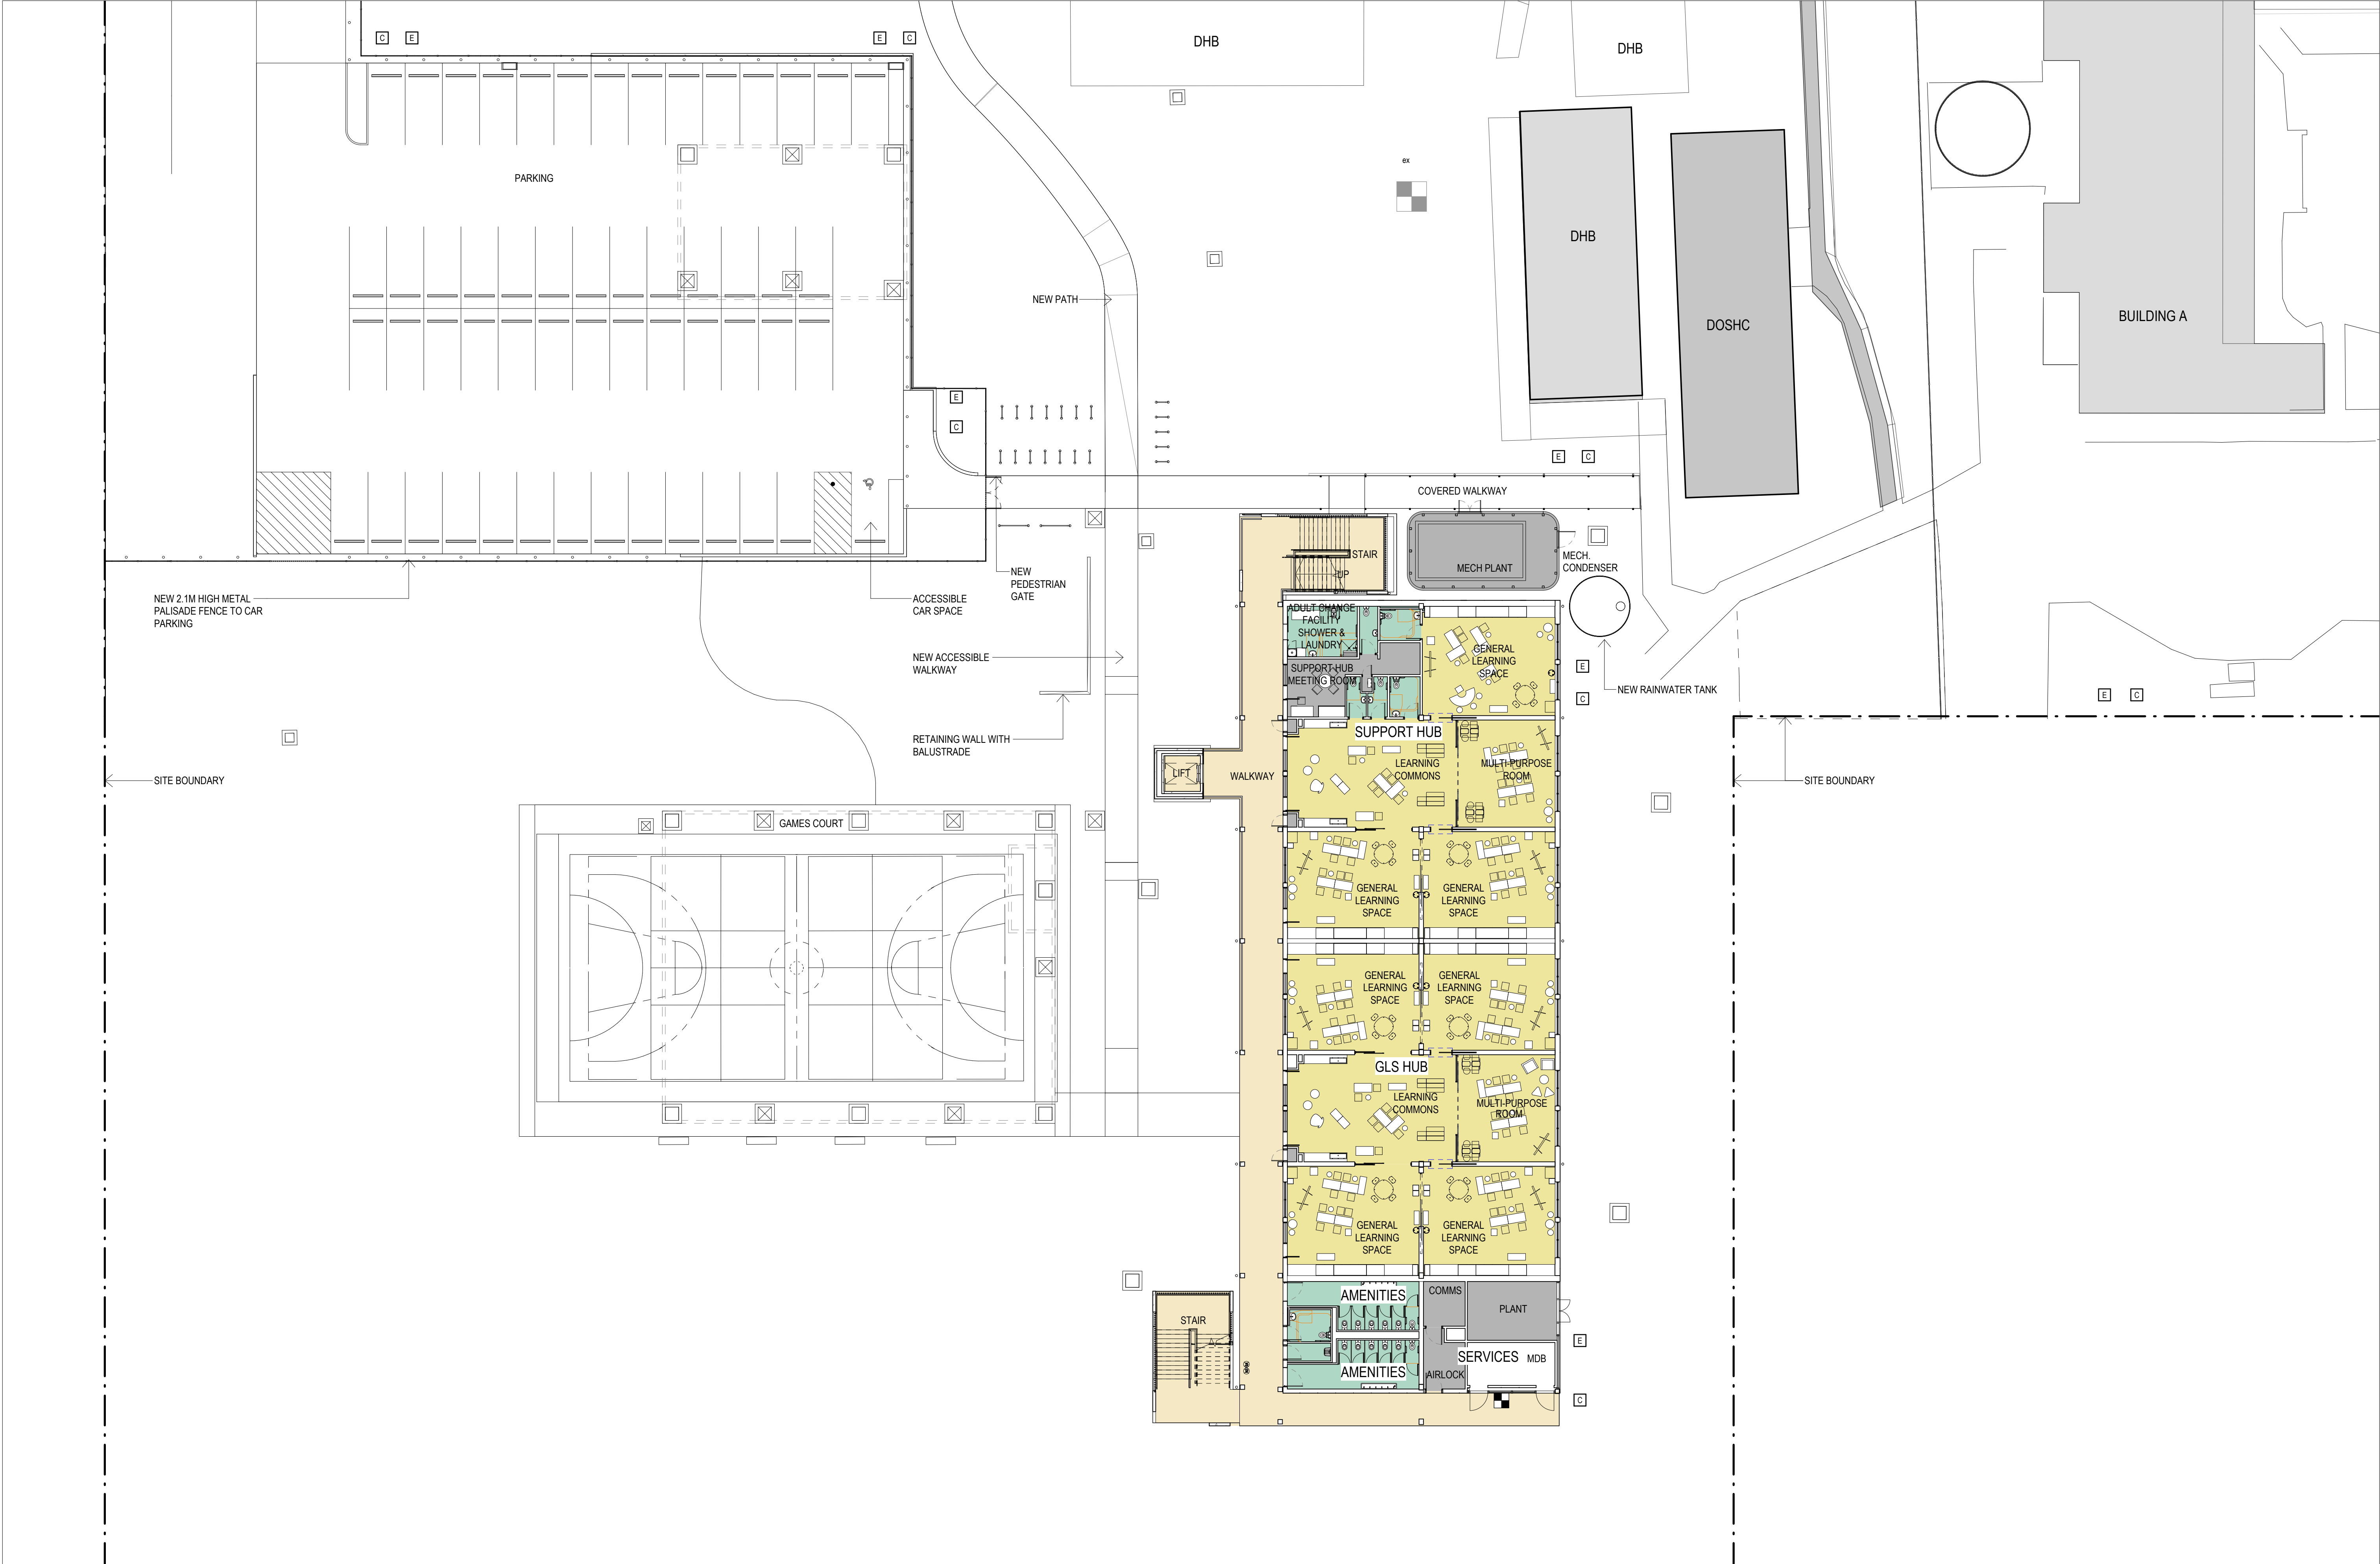 C
E
E
C
DHB
DHB
PARKING
ex
DHB
DOSHC
BUILDING A
NEW PATH
E
C
E
C
COVERED WALKWAY
STAIR
UP
MECH PLANT
MECH.
CONDENSER
NEW
PEDESTRIAN
GATE
NEW 2.1M HIGH METAL
PALISADE FENCE TO CAR
PARKING
ACCESSIBLE
CAR SPACE
ADULT CHANGE
FACILITY
SHOWER &
LAUNDRY
NEW ACCESSIBLE
WALKWAY
GENERAL
LEARNING
SPACE
SUPPORT HUB
MEETING ROOM
E
C
NEW RAINWATER TANK
E
C
RETAINING WALL WITH
BALUSTRADE
SUPPORT HUB
SITE BOUNDARY
LIFT
WALKWAY
LEARNING
COMMONS
MULTI-PURPOSE
ROOM
SITE BOUNDARY
GAMES COURT
GENERAL
LEARNING
SPACE
GENERAL
LEARNING
SPACE
GENERAL
LEARNING
SPACE
GENERAL
LEARNING
SPACE
GLS HUB
LEARNING
COMMONS
MULTI-PURPOSE
ROOM
GENERAL
LEARNING
SPACE
GENERAL
LEARNING
SPACE
AMENITIES
COMMS
PLANT
STAIR
E
SERVICES
MDB
AMENITIES
AIRLOCK
C